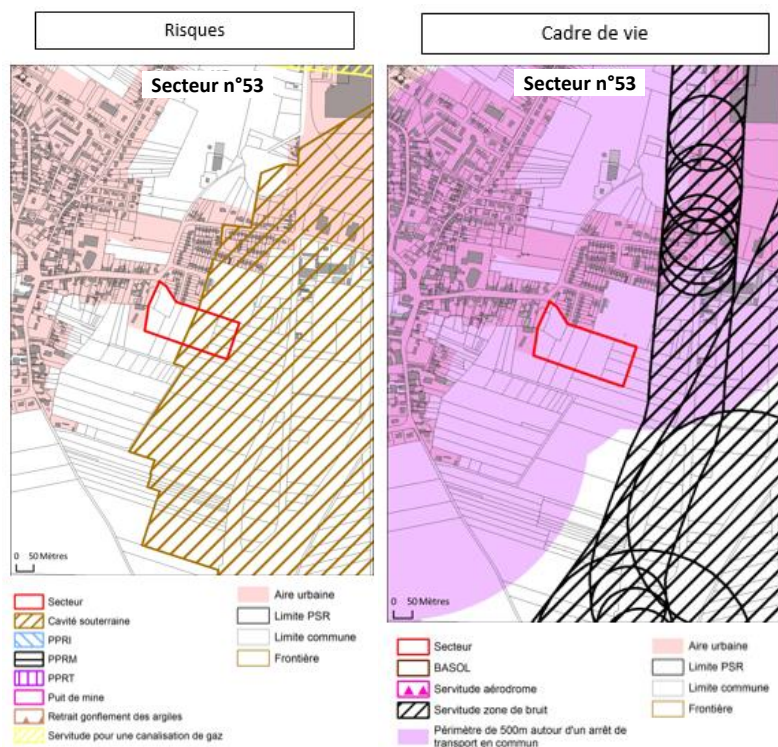 Risques
Secteur n°53
0 50 Mètres
Secteur
Cavité souterraine
PPRI
PPRM
PPRT
Puit de mine
Retrait gonflement des argiles
Servitude pour une canalisation de gaz
Aire urbaine
Limite PSR
Limite commune
Frontière
Cadre de vie
Secteur n°53
0 50 Mètres
Secteur
BASOL
Servitude aérodrome
Servitude zone de bruit
Périmètre de 500m autour d'un arrêt de
transport en commun
Aire urbaine
Limite PSR
Limite commune
Frontière